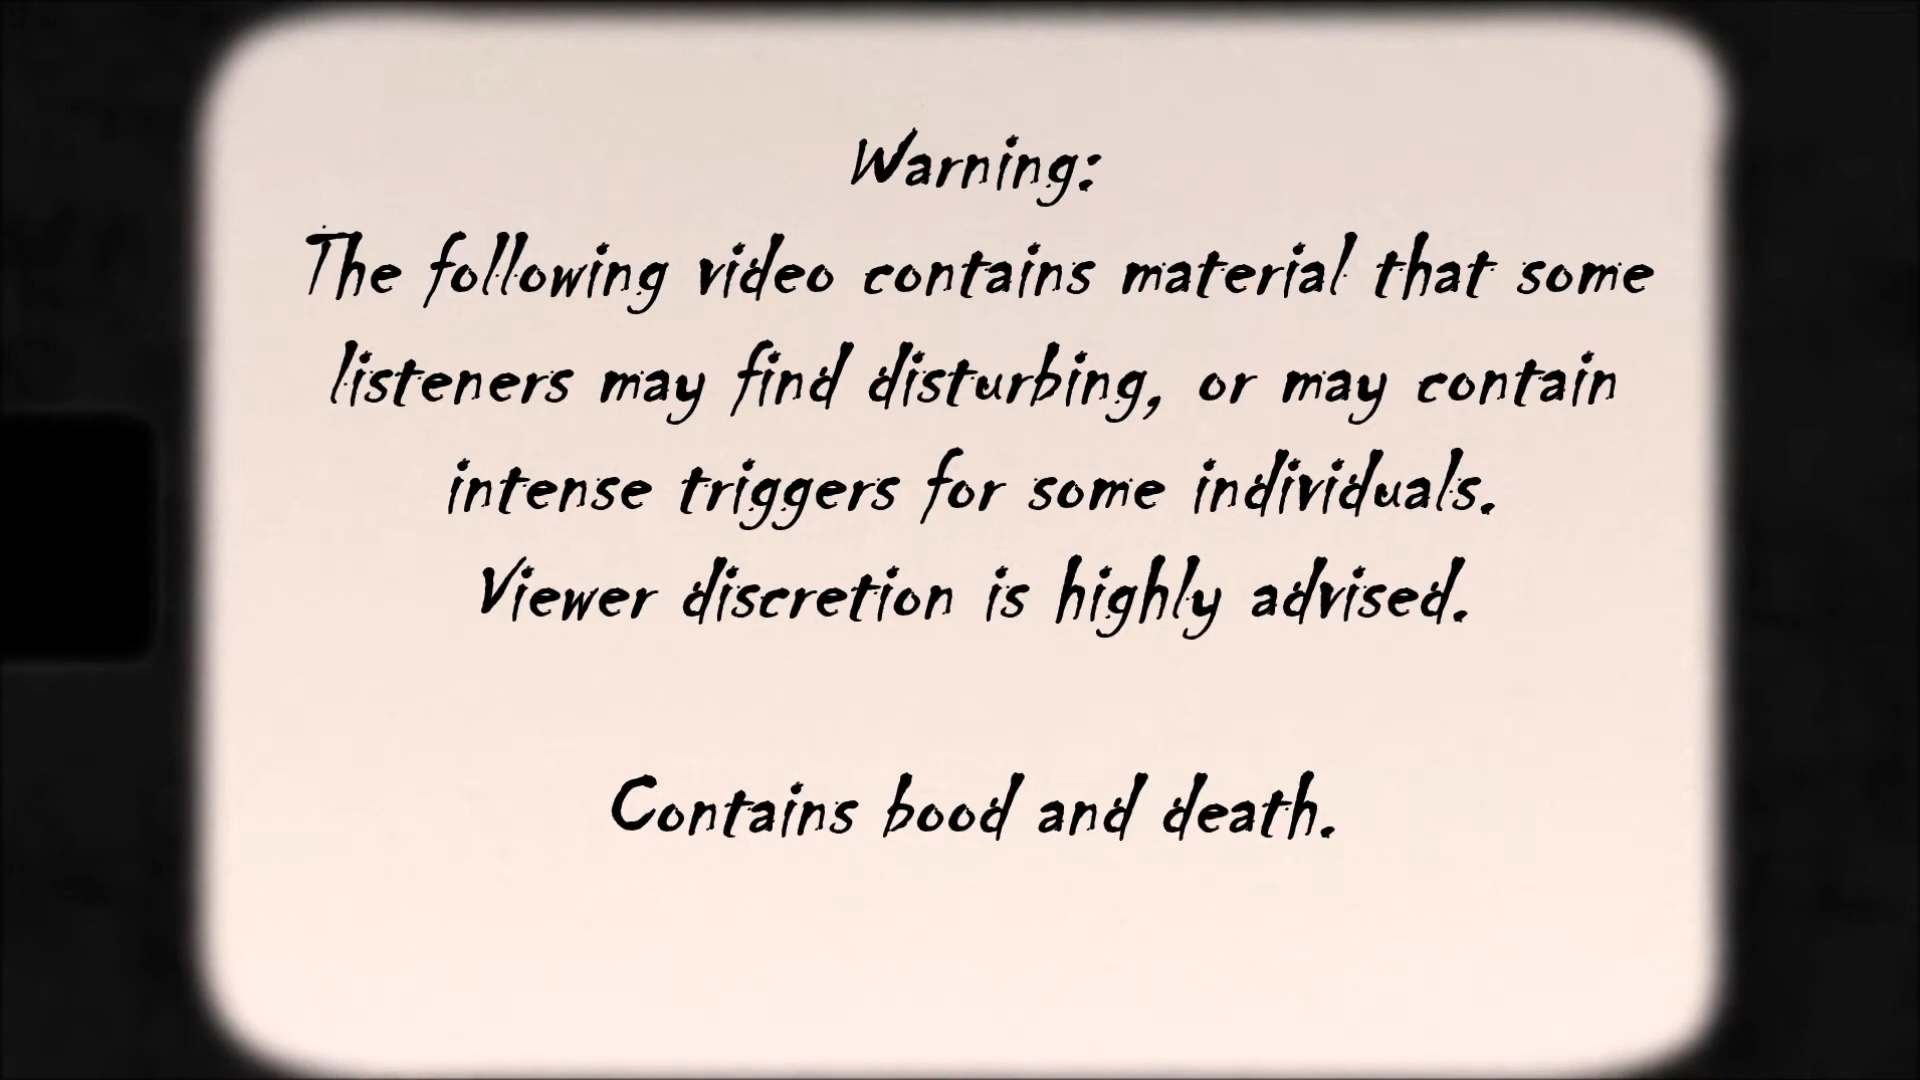 Warning:
The following video contains material that some
listeners may find disturbing, or may contain
intense triggers for some individuals.
Viewer discretion is highly advised.
Contains bood and death.